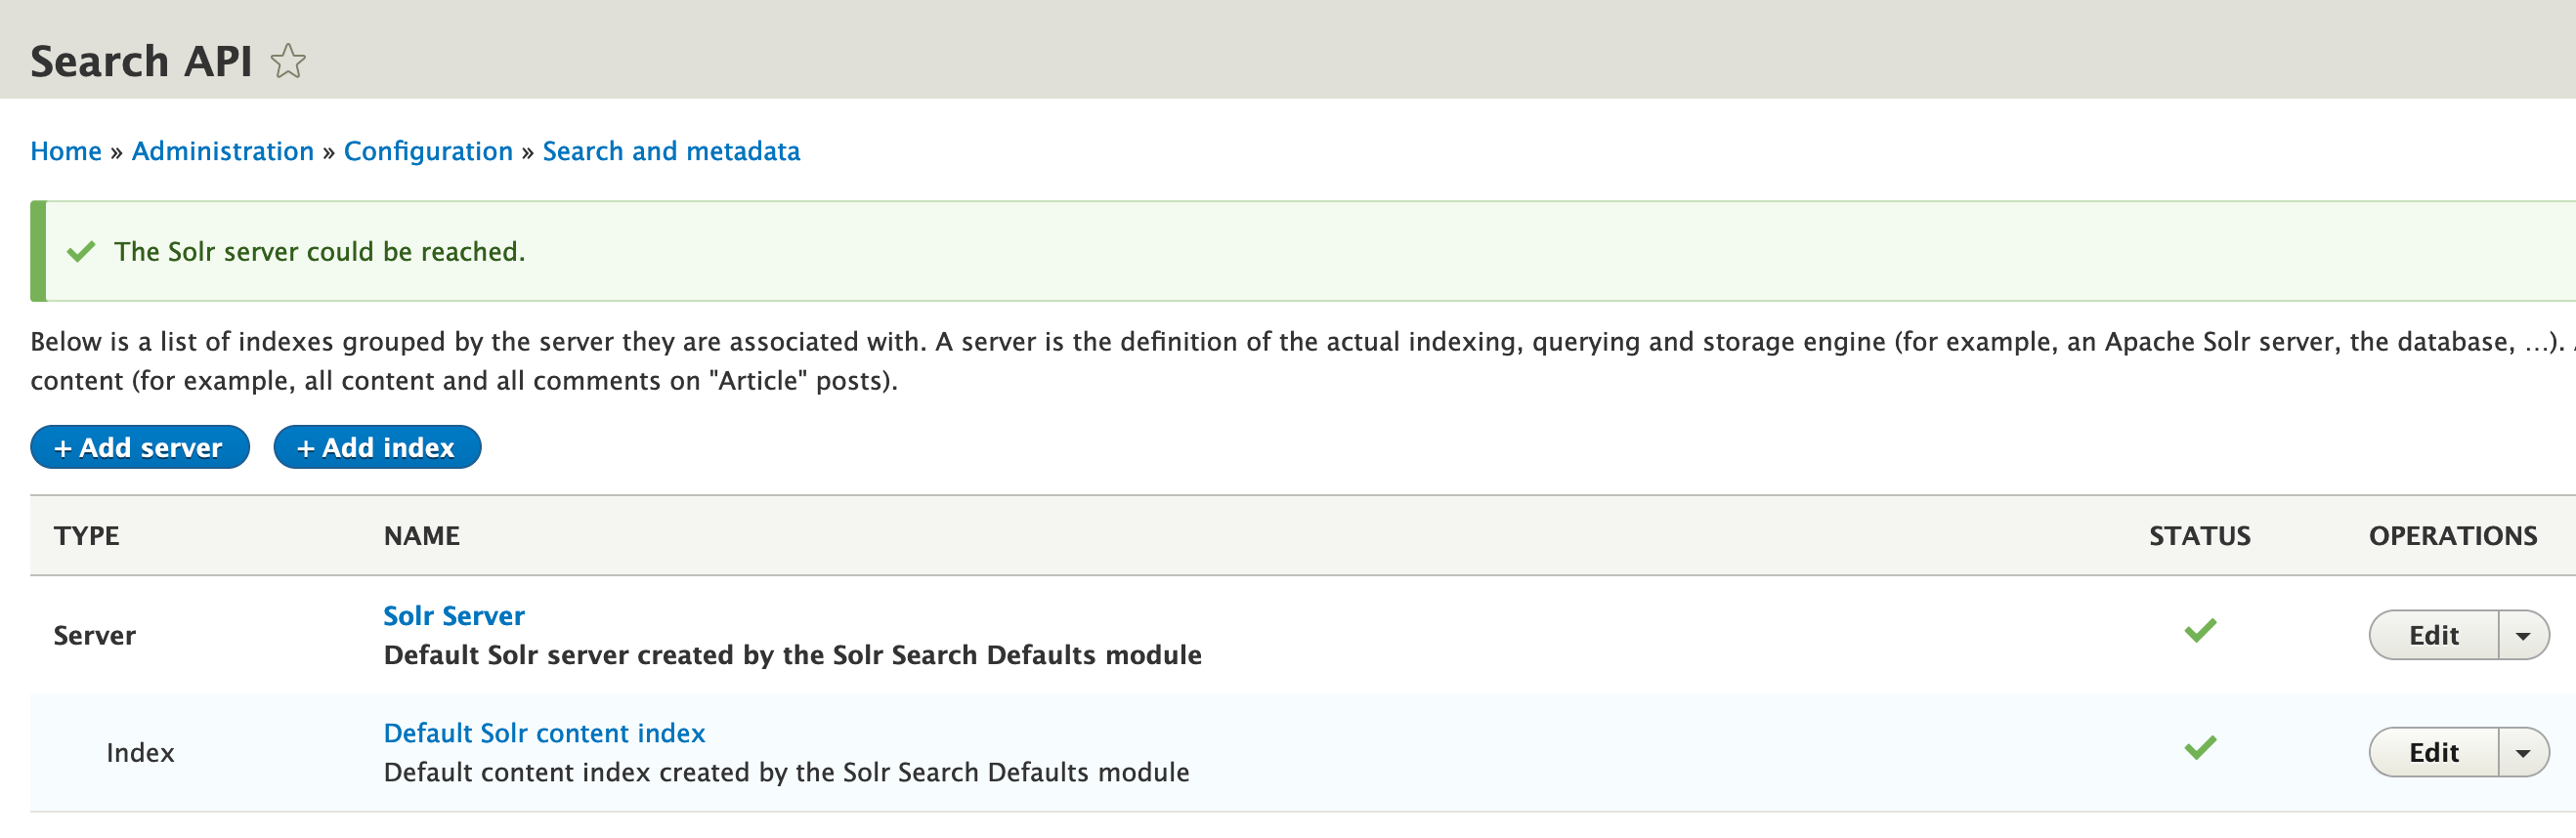 Search API
Home » Administration » Configuration » Search and metadata
The Solr server could be reached.
Below is a list of indexes grouped by the server they are associated with. A server is the definition of the actual indexing, querying and storage engine (for example, an Apache Solr server, the database, …).
content (for example, all content and all comments on "Article" posts).
+ Add server + Add index
TYPE NAME STATUS OPERATIONS
Solr Server
Server Edit
Default Solr server created by the Solr Search Defaults module
Default Solr content index
Index Edit
Default content index created by the Solr Search Defaults module